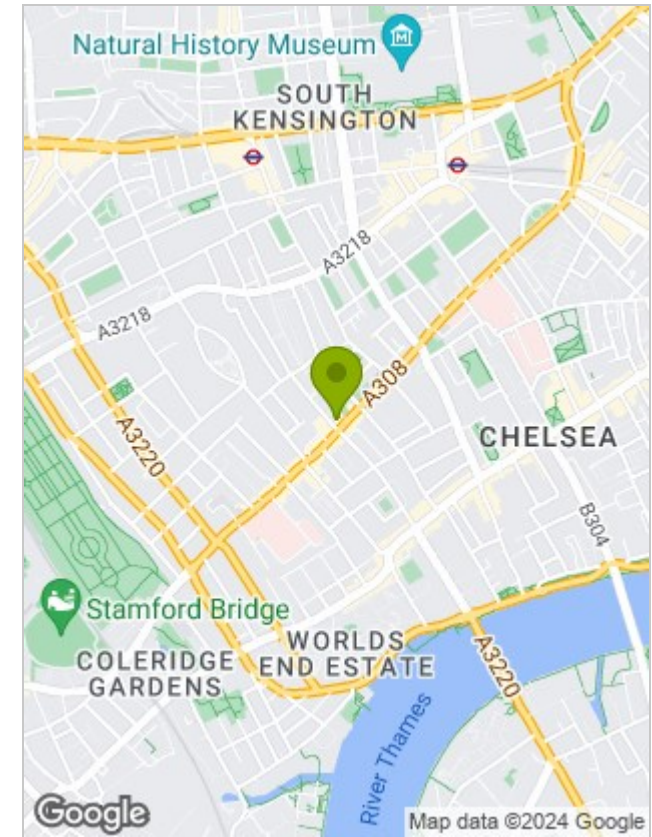 Natural History Museum
SOUTH
KENSINGTON
A3218
A3218
A308
A3220
CHELSEA
B304
Stamford Bridge
WORLDS
END ESTATE
COLERIDGE
GARDENS
A3220
River Thames
Google
Map data ©2024 Google